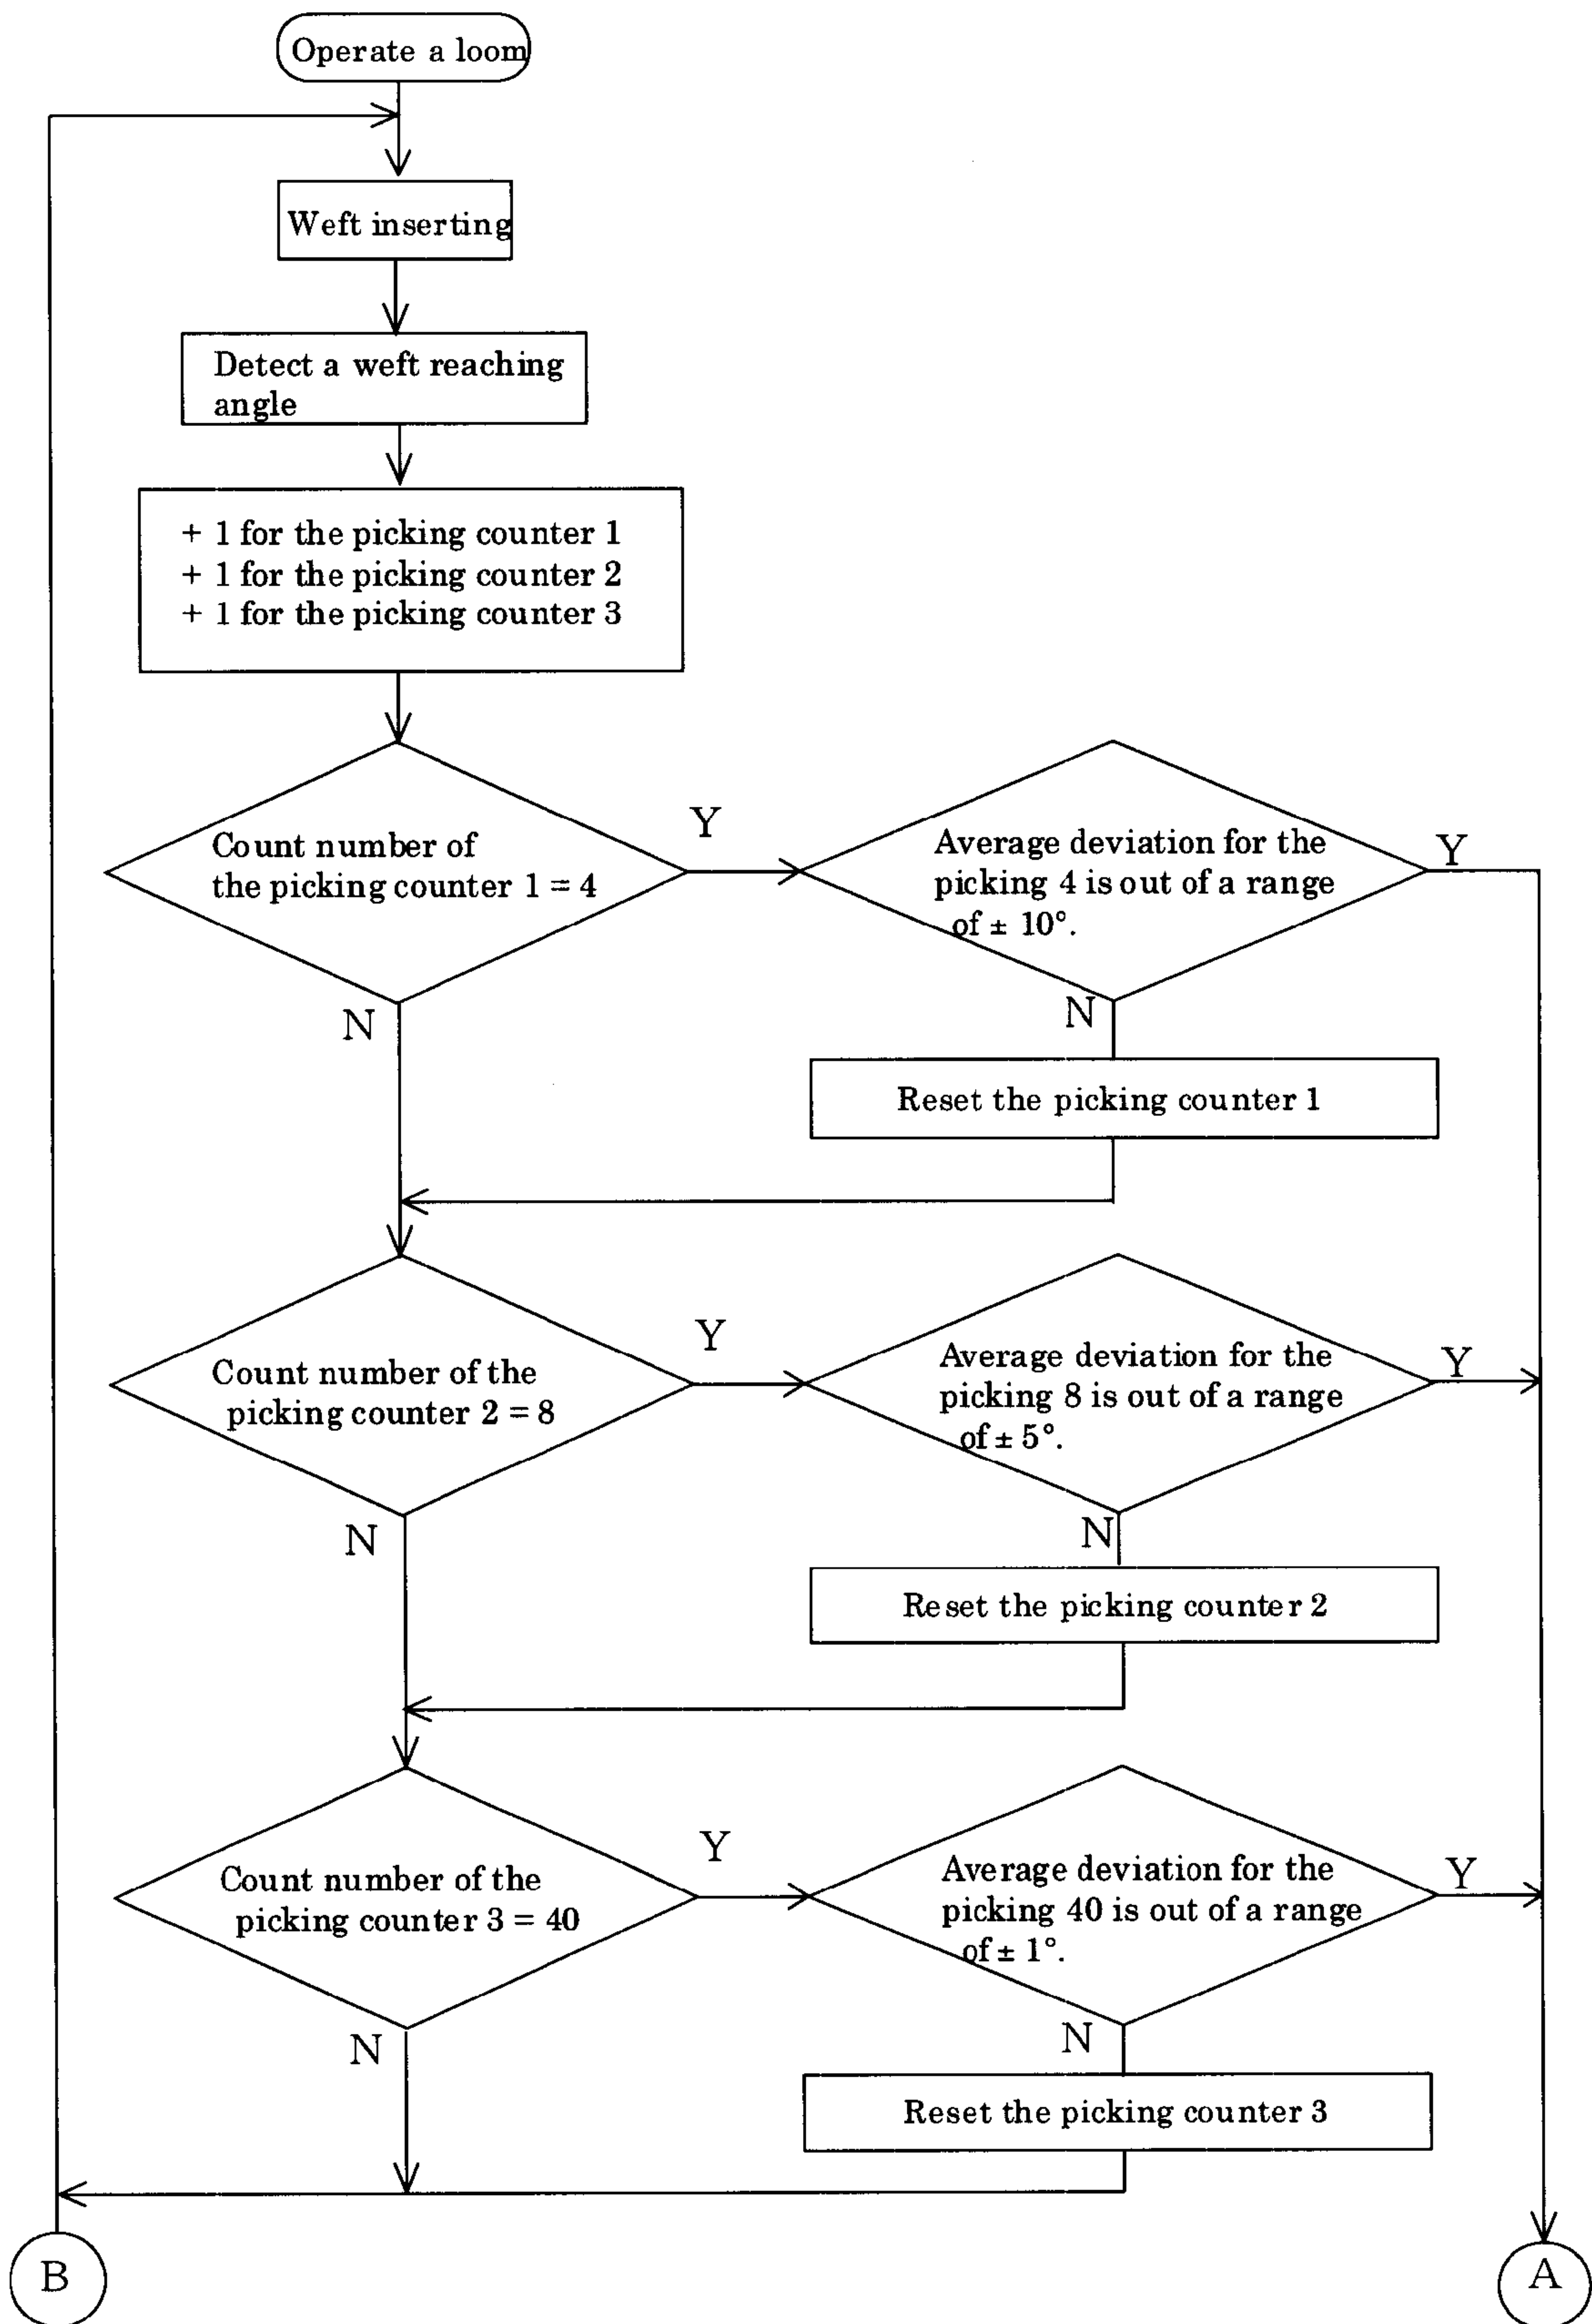 Operate a loom
Weft inserting
Detect a weft reaching
angle
+ 1 for the picking counter 1
+ 1 for the picking counter 2
+ 1 for the picking counter 3
Count number of
the picking counter 1 = 4
Y
Average deviation for the
picking 4 is out of a range
of ± 10°.
Y
N
N
Reset the picking counter 1
Count number of the
picking counter 2 = 8
Y
Average deviation for the
picking 8 is out of a range
of ± 5°.
Y
N
N
Reset the picking counter 2
Count number of the
picking counter 3 = 40
Y
Average deviation for the
picking 40 is out of a range
of ± 1°.
Y
N
N
Reset the picking counter 3
B
A